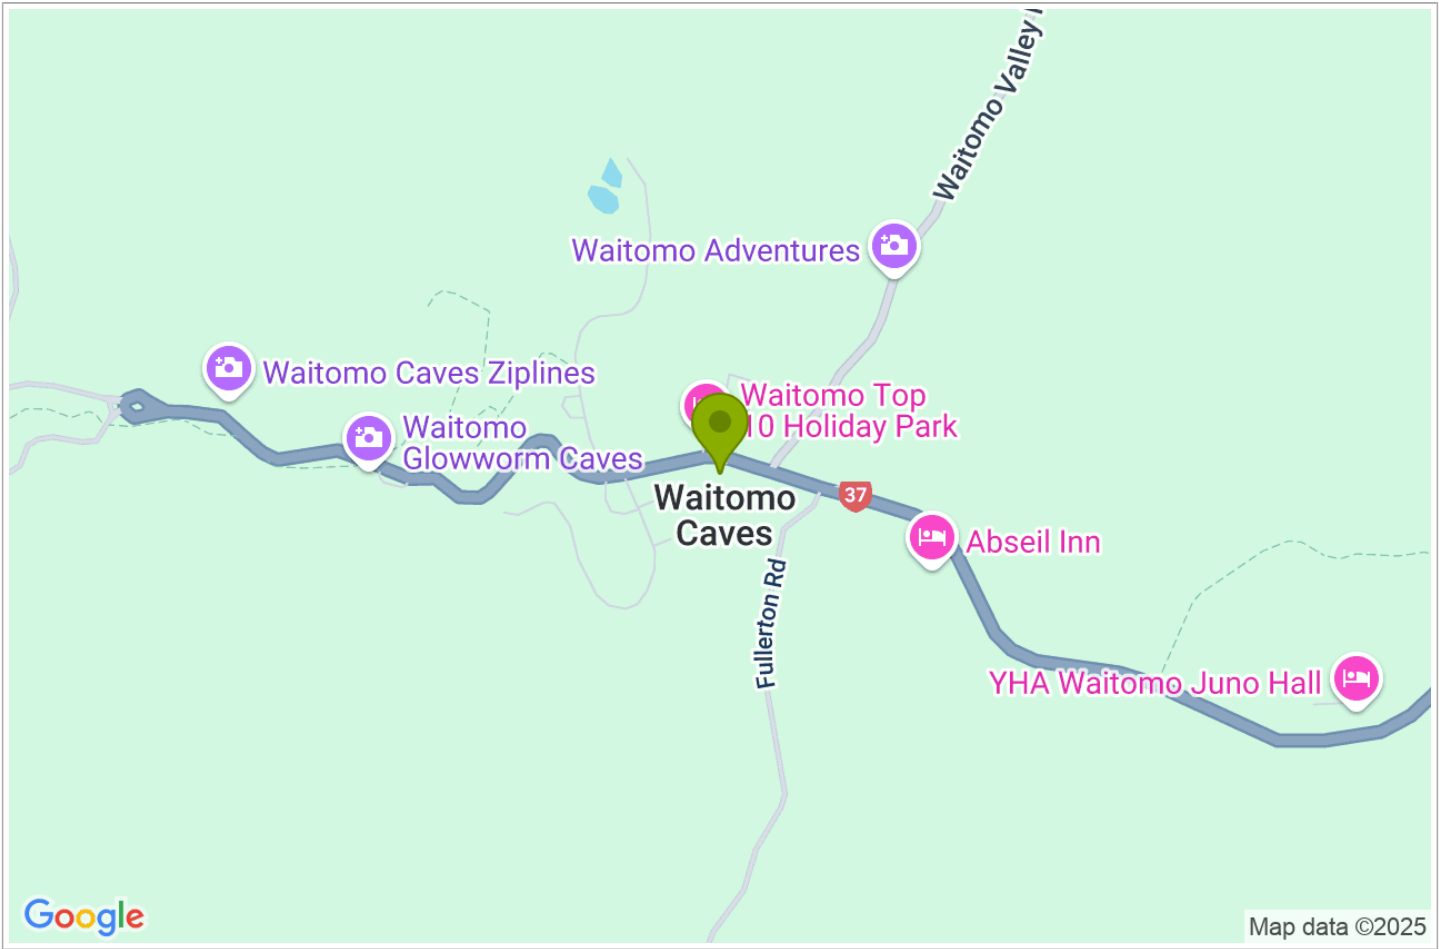 Waitomo Valley
Waitomo Adventures
Waitomo Caves Ziplines
Waitomo
Glowworm Caves
Waitomo Top
10 Holiday Park
Waitomo
Caves
37
Abseil Inn
Fullerton Rd
YHA Waitomo Juno Hall
Google
Map data ©2025